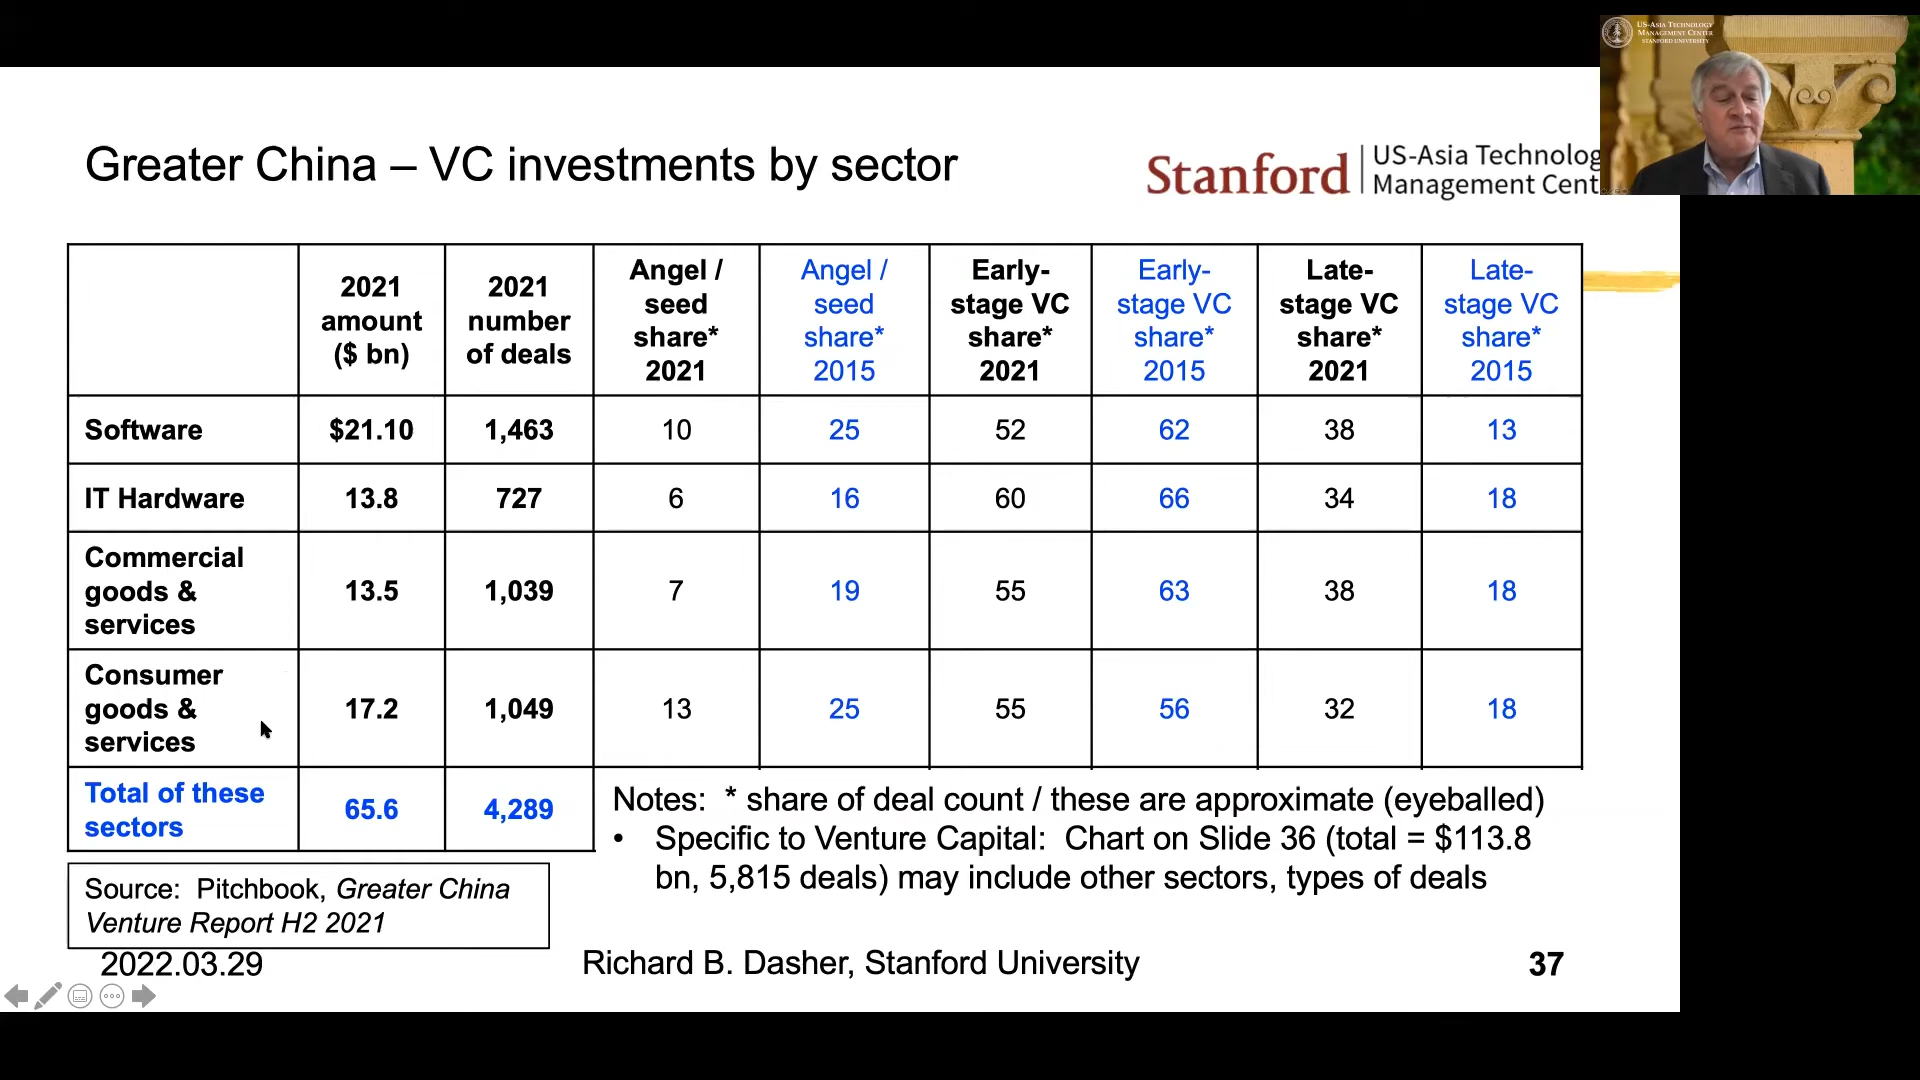 US-Asia Technology
Management Center
Stanford University
Greater China – VC investments by sector
Stanford
US-Asia Technolog
Management Cent
2021 amount ($ bn)
2021 number of deals
Angel / seed share* 2021
Angel / seed share* 2015
Early-stage VC share* 2021
Early-stage VC share* 2015
Late-stage VC share* 2021
Late-stage VC share* 2015
Software $21.10 1,463 10 25 52 62 38 13
IT Hardware 13.8 727 6 16 60 66 34 18
Commercial goods & services 13.5 1,039 7 19 55 63 38 18
Consumer goods & services 17.2 1,049 13 25 55 56 32 18
Total of these sectors 65.6 4,289
Notes: * share of deal count / these are approximate (eyeballed)
• Specific to Venture Capital: Chart on Slide 36 (total = $113.8
bn, 5,815 deals) may include other sectors, types of deals
Source: Pitchbook, Greater China
Venture Report H2 2021
2022.03.29
Richard B. Dasher, Stanford University
37